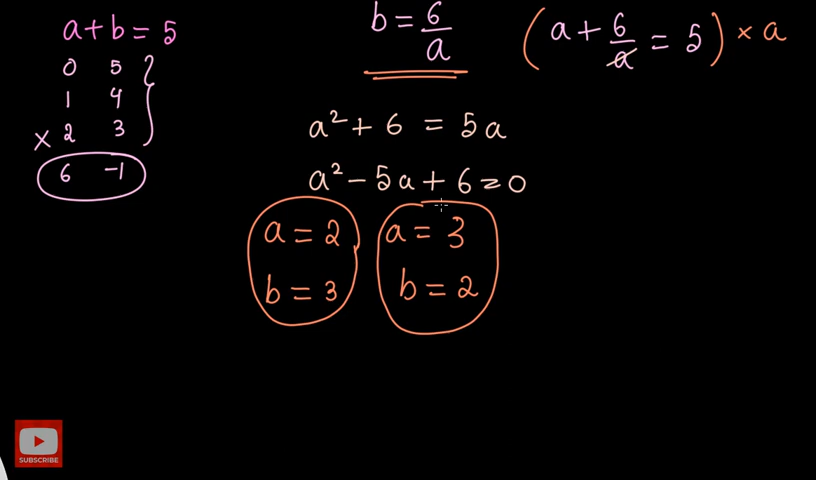 a + b = 5
0 5
1 4
× 2 3
6 -1
b = 6/a
(a + 6/a = 5) × a
a² + 6 = 5a
a² - 5a + 6 = 0
a = 2
b = 3
a = 3
b = 2
SUBSCRIBE